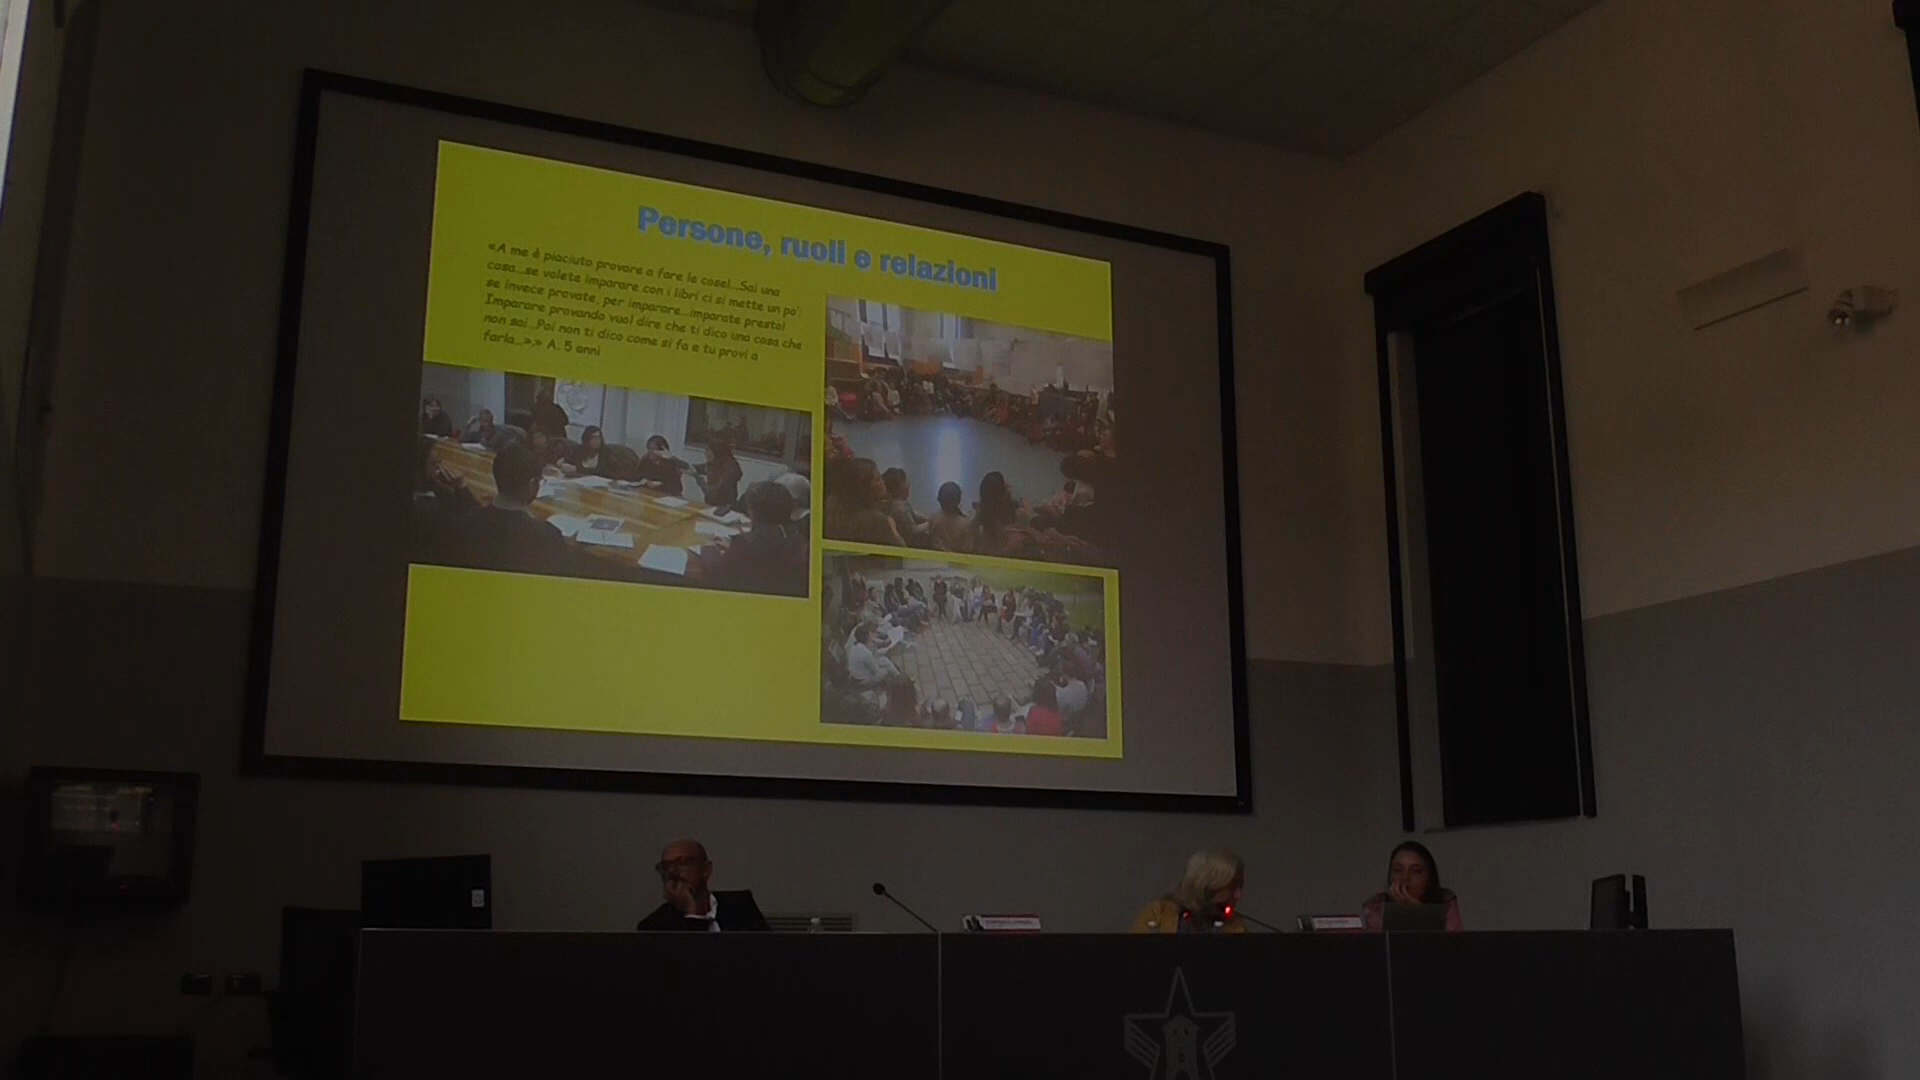 Persone, ruoli e relazioni
«A me è piaciuto provare a fare le cose!...Sai una
cosa...se volete imparare con i libri ci si mette un po'
se invece provate, per imparare...imparate presto!
Imparare provando vuol dire che ti dico una cosa che
non sai...Poi non ti dico come si fa e tu provi a
farla...»,» A. 5 anni